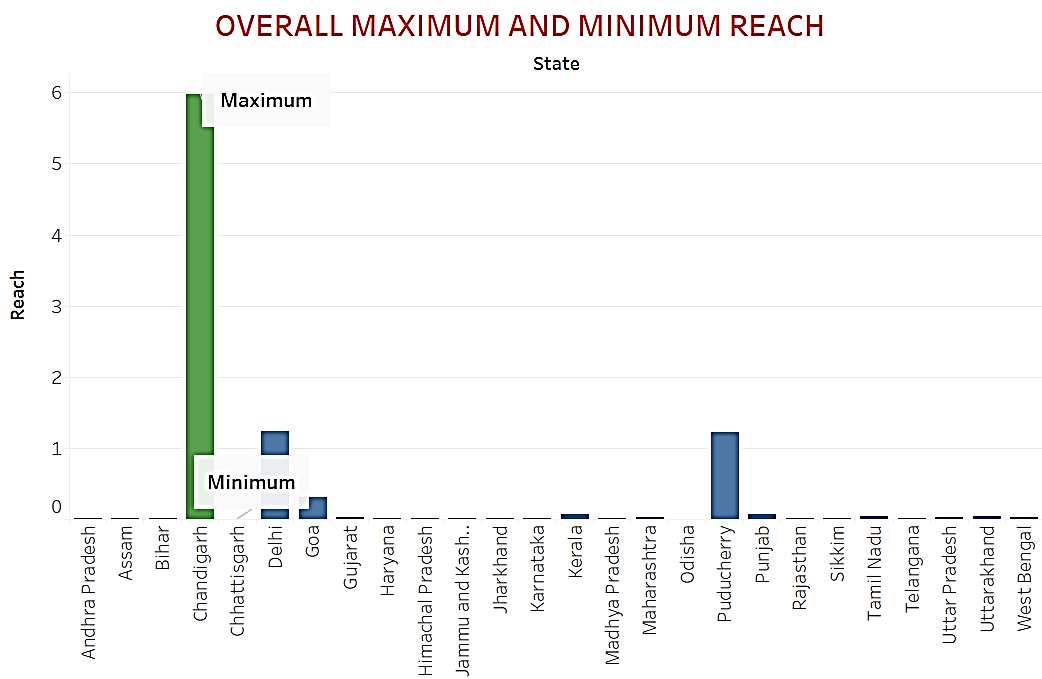 OVERALL MAXIMUM AND MINIMUM REACH
State
6
Maximum
5
4
3
2
1
Minimum
0
Reach
Andhra Pradesh
Assam
Bihar
Chandigarh
Chhattisgarh
Delhi
Goa
Gujarat
Haryana
Himachal Pradesh
Jammu and Kash..
Jharkhand
Karnataka
Kerala
Madhya Pradesh
Maharashtra
Odisha
Puducherry
Punjab
Rajasthan
Sikkim
Tamil Nadu
Telangana
Uttar Pradesh
Uttarakhand
West Bengal